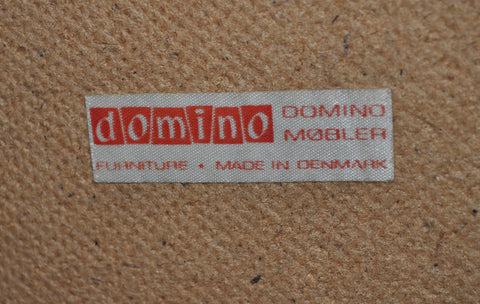 domino DOMINO
MØBLER
FURNITURE • MADE IN DENMARK